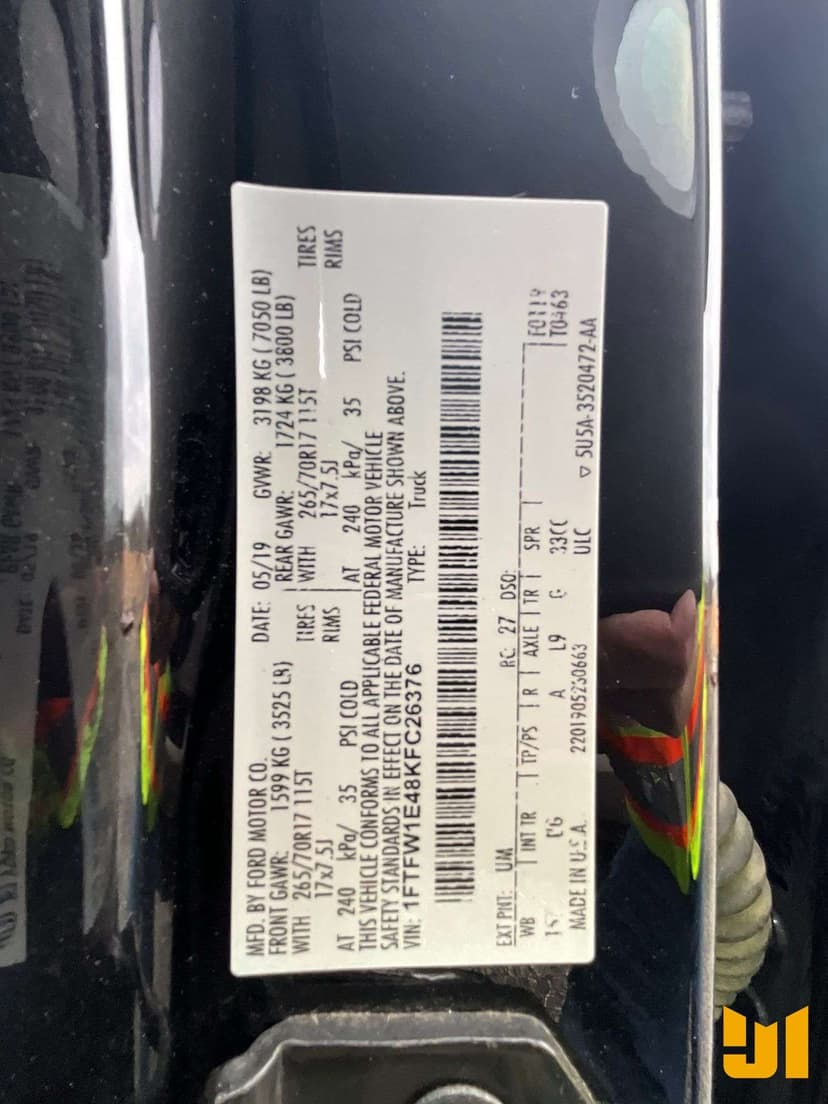 MFD. BY FORD MOTOR CO.
DATE: 05/19 GVWR: 3198 KG ( 7050 LB)
FRONT GAWR: 1599 KG ( 3525 LB) REAR GAWR: 1724 KG ( 3800 LB)
WITH 265/70R17 115T TIRES WITH 265/70R17 115T TIRES
17x7.5J RIMS 17x7.5J RIMS
AT 240 kPa/ 35 PSI COLD AT 240 kPa/ 35 PSI COLD
THIS VEHICLE CONFORMS TO ALL APPLICABLE FEDERAL MOTOR VEHICLE
SAFETY STANDARDS IN EFFECT ON THE DATE OF MANUFACTURE SHOWN ABOVE.
VIN: 1FTFW1E48KFC26376 TYPE: Truck
EXT PNT: UM RC: 27 DSO:
WB INT TR TP/PS R AXLE TR SPR
A L9 33CC T0463
MADE IN U.S.A. ULC ▽ 5U5A-3520472-AA